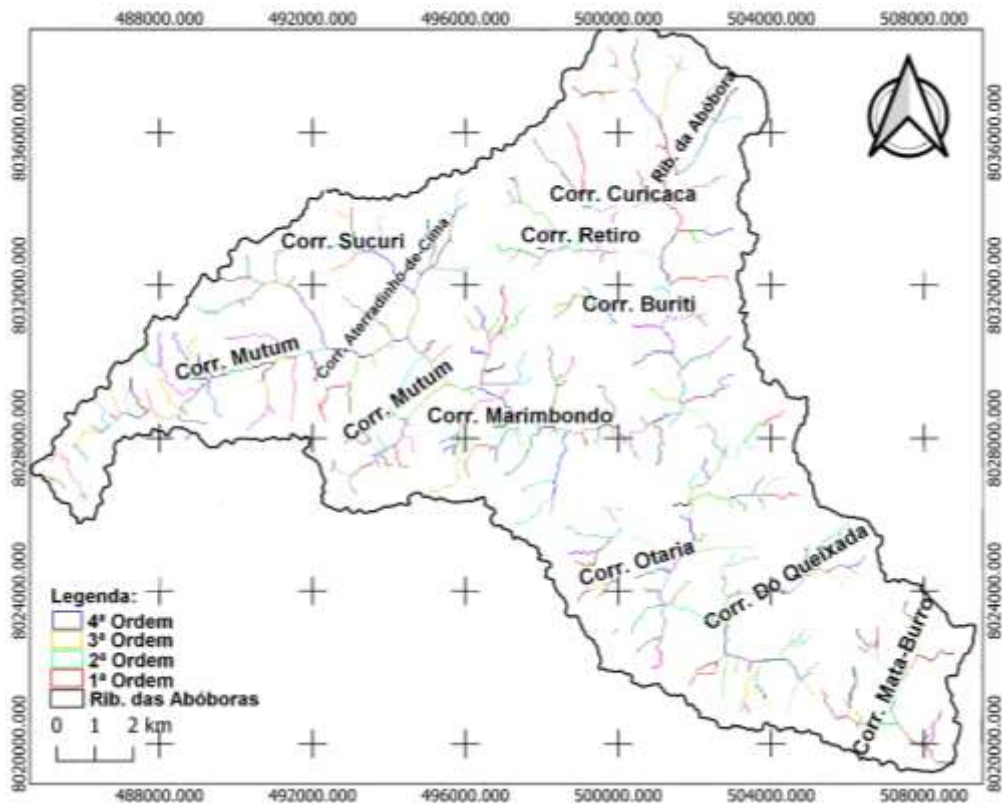 488000.000 492000.000 496000.000 500000.000 504000.000 508000.000
8036000.000
8036000.000
Rib. da Abóbora
Corr. Curicaca
Corr. Sucuri
Corr. Retiro
Corr. Aterradinho-de-Cima
8032000.000
8032000.000
Corr. Buriti
Corr. Mutum
Corr. Mutum
Corr. Marimbondo
8028000.000
8028000.000
Corr. Otaria
Corr. Dó Queixada
8024000.000
8024000.000
Corr. Mata-Burro
Legenda:
4ª Ordem
3ª Ordem
2ª Ordem
1ª Ordem
Rib. das Abóboras
0 1 2 km
8020000.000
8020000.000
488000.000 492000.000 496000.000 500000.000 504000.000 508000.000